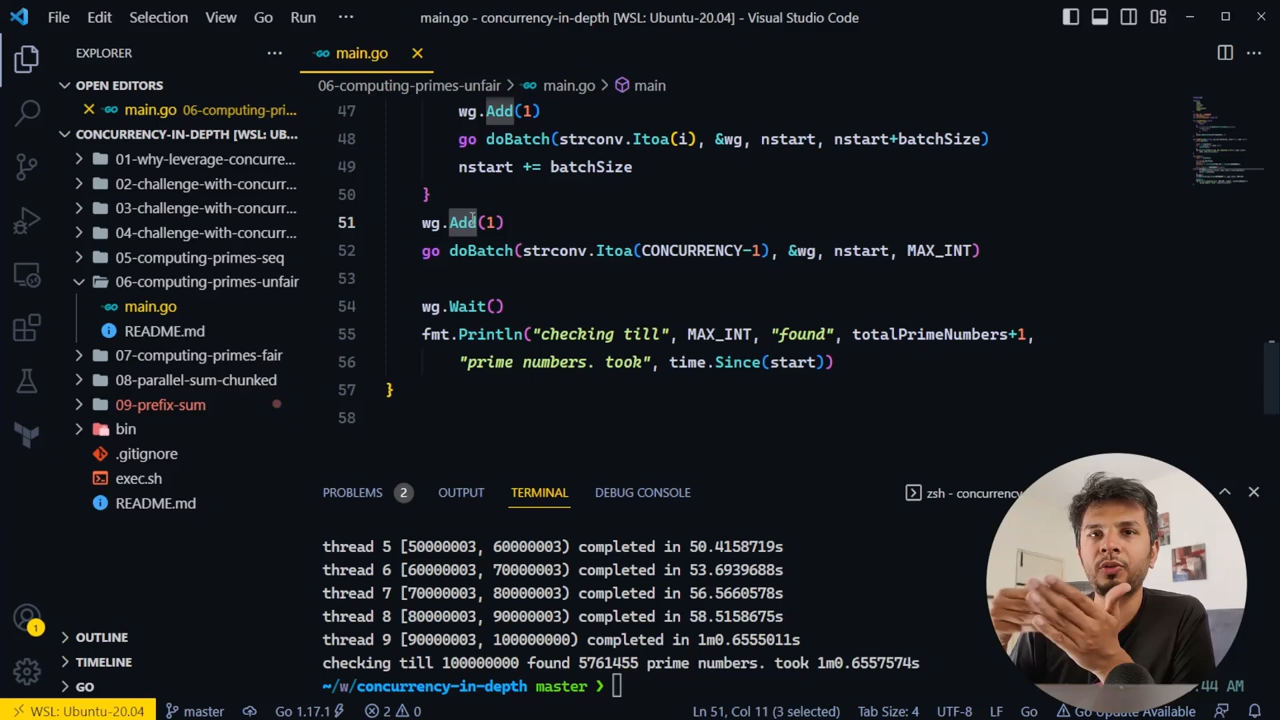 File Edit Selection View Go Run ··· main.go - concurrency-in-depth [WSL: Ubuntu-20.04] - Visual Studio Code
EXPLORER ··· main.go
OPEN EDITORS
main.go 06-computing-pri...
CONCURRENCY-IN-DEPTH [WSL: UB...
01-why-leverage-concurre...
02-challenge-with-concurr...
03-challenge-with-concurr...
04-challenge-with-concurr...
05-computing-primes-seq
06-computing-primes-unfair
main.go
README.md
07-computing-primes-fair
08-parallel-sum-chunked
09-prefix-sum
bin
.gitignore
exec.sh
README.md
OUTLINE
TIMELINE
GO
06-computing-primes-unfair > main.go > main
47 wg.Add(1)
48 go doBatch(strconv.Itoa(i), &wg, nstart, nstart+batchSize)
49 nstart += batchSize
50 }
51 wg.Add(1)
52 go doBatch(strconv.Itoa(CONCURRENCY-1), &wg, nstart, MAX_INT)
53
54 wg.Wait()
55 fmt.Println("checking till", MAX_INT, "found", totalPrimeNumbers+1,
56 "prime numbers. took", time.Since(start))
57 }
58
PROBLEMS 2 OUTPUT TERMINAL DEBUG CONSOLE zsh - concurrency
thread 5 [50000003, 60000003) completed in 50.4158719s
thread 6 [60000003, 70000003) completed in 53.6939688s
thread 7 [70000003, 80000003) completed in 56.5660578s
thread 8 [80000003, 90000003) completed in 58.5158675s
thread 9 [90000003, 100000000) completed in 1m0.6555011s
checking till 100000000 found 5761455 prime numbers. took 1m0.6557574s
~/w/concurrency-in-depth master ❯ :44 AM
1
WSL: Ubuntu-20.04 master Go 1.17.1 2 0 Ln 51, Col 11 (3 selected) Tab Size: 4 UTF-8 LF Go Go Update Available